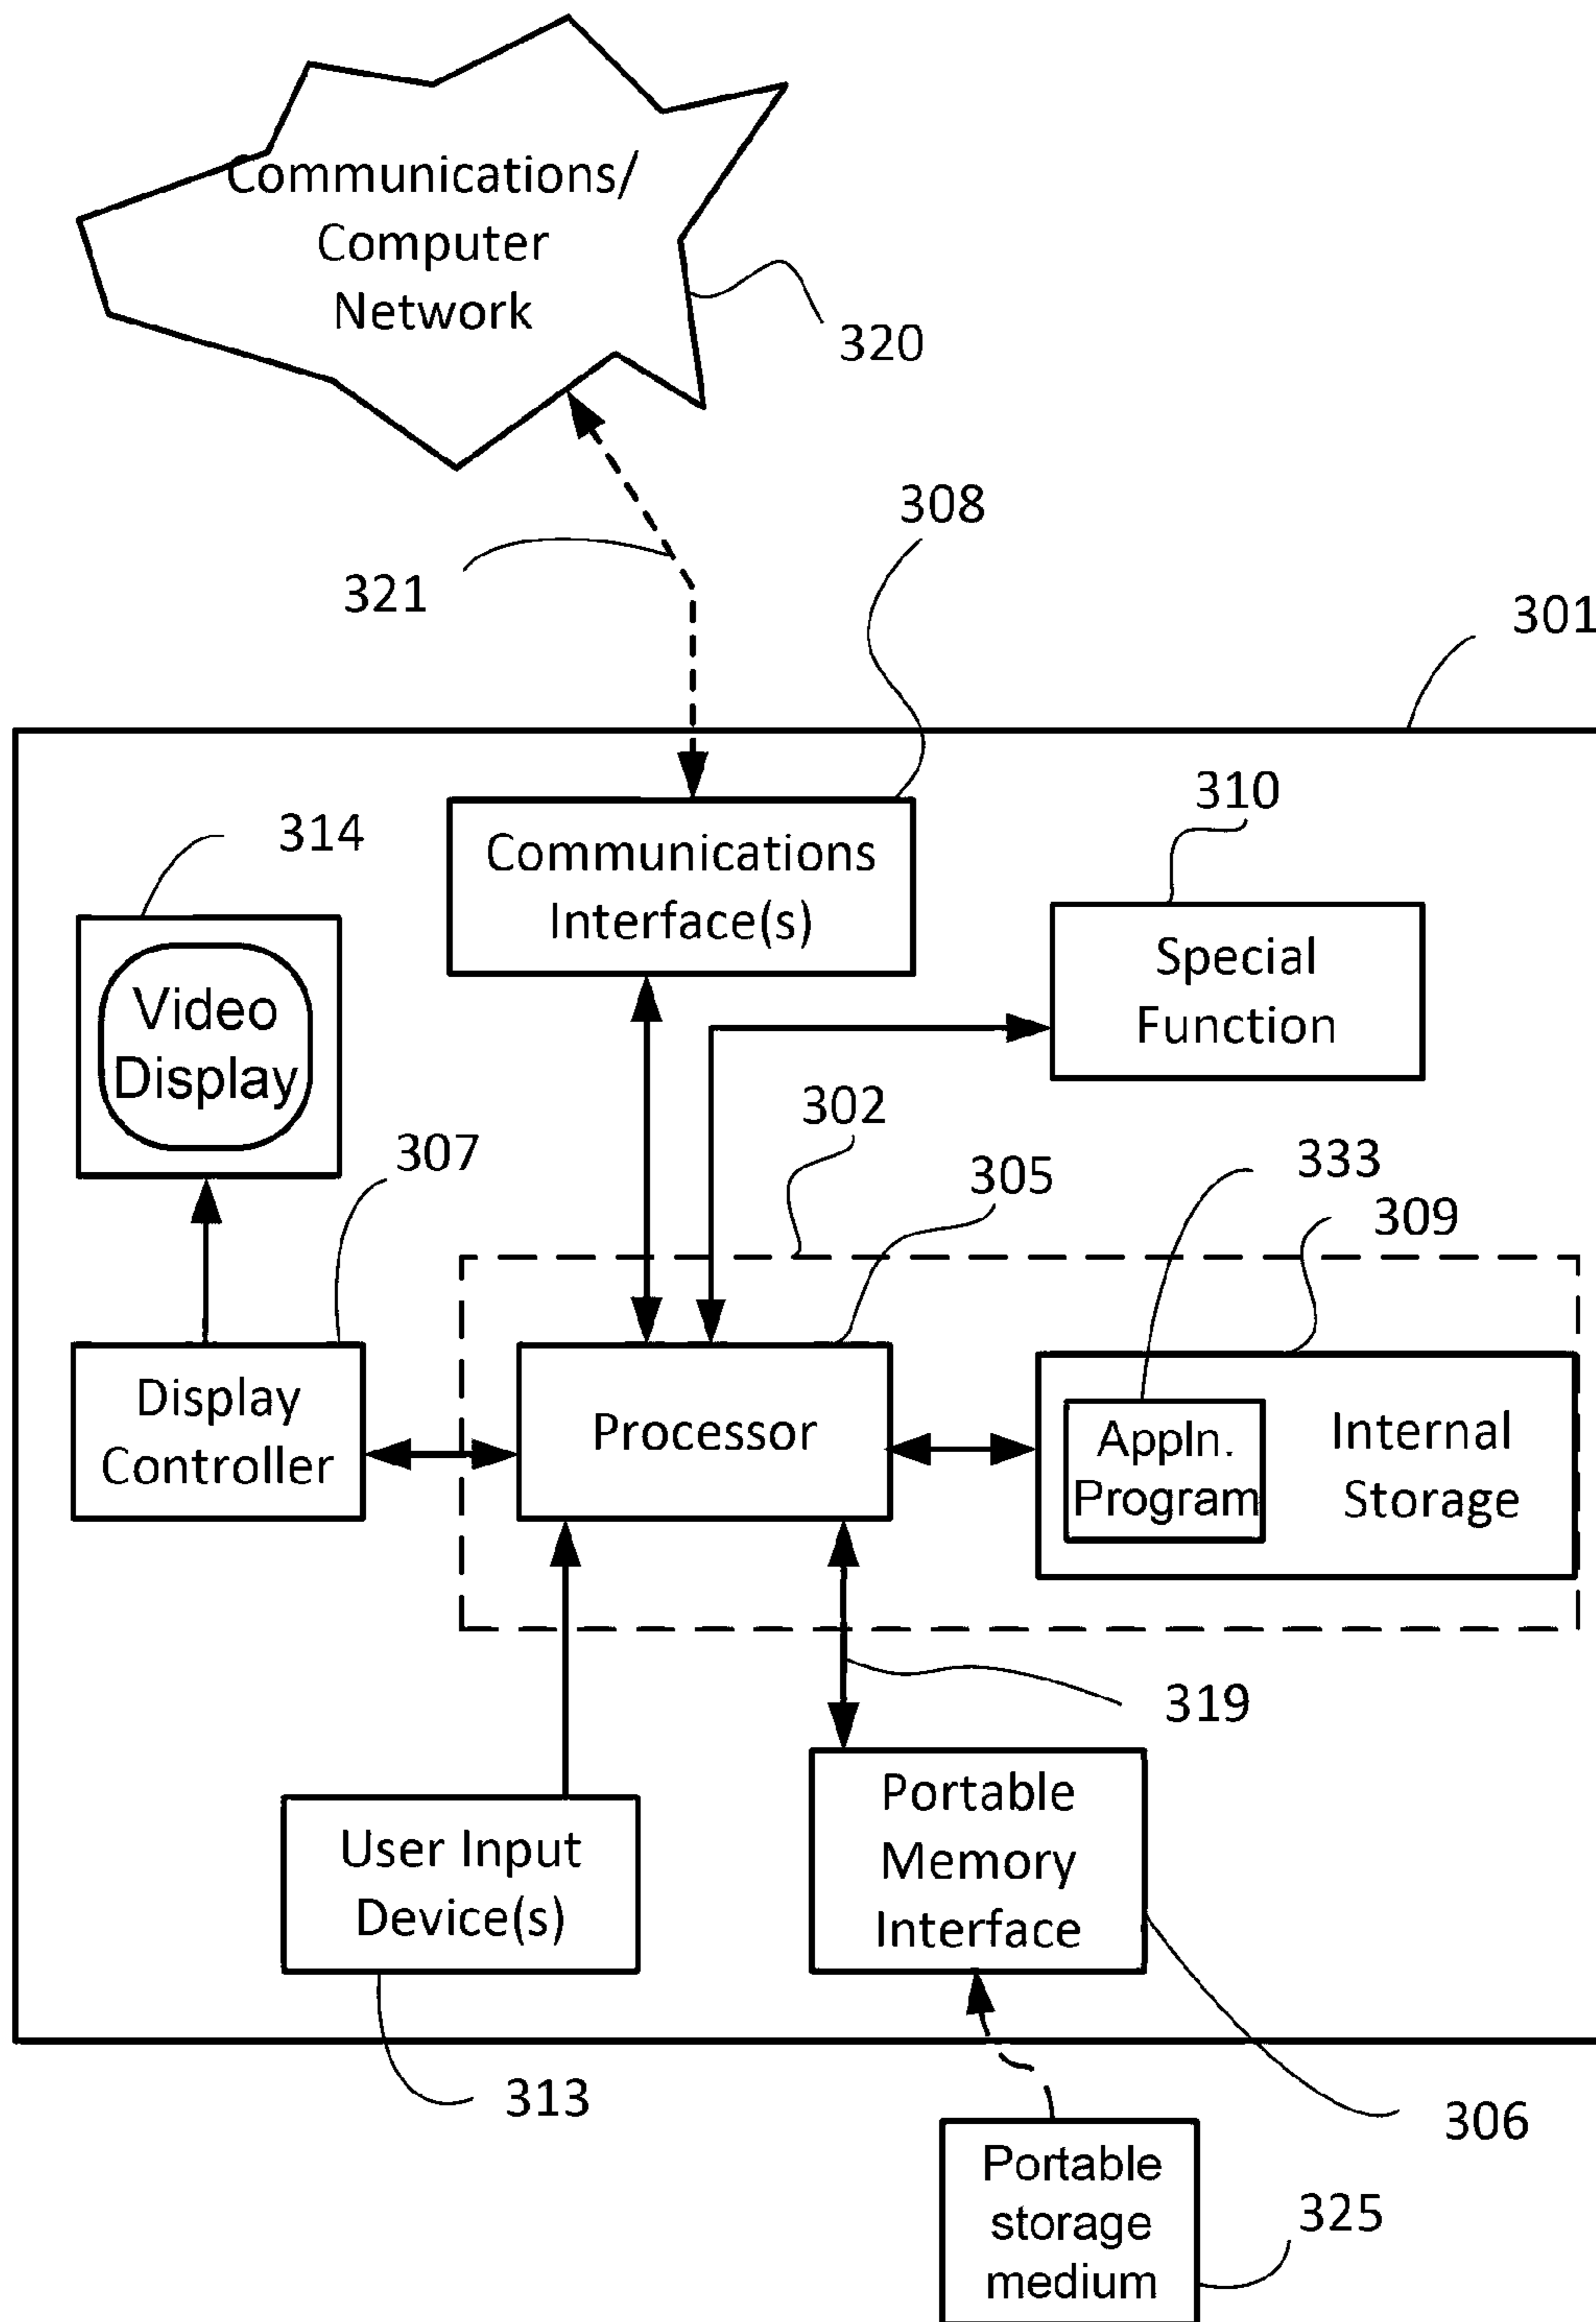 Communications/
Computer
Network
320
308
321
301
310
314
Communications
Interface(s)
Special
Function
Video
Display
302
307
305
333
309
Display
Controller
Processor
Appln.
Program
Internal
Storage
319
Portable
Memory
Interface
User Input
Device(s)
313
306
Portable
storage
medium
325